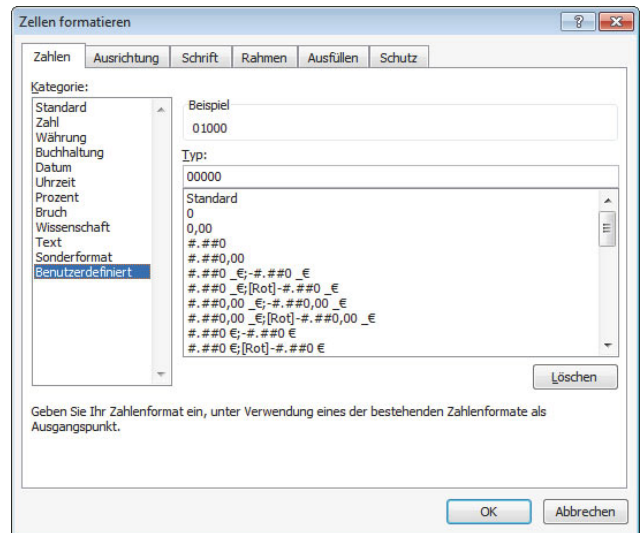 Zellen formatieren
Zahlen Ausrichtung Schrift Rahmen Ausfüllen Schutz
Kategorie:
Standard
Zahl
Währung
Buchhaltung
Datum
Uhrzeit
Prozent
Bruch
Wissenschaft
Text
Sonderformat
Benutzerdefiniert
Beispiel
01000
Typ:
00000
Standard
0
0,00
#.##0
#.##0,00
#.##0 _€;-#.##0 _€
#.##0 _€;[Rot]-#.##0 _€
#.##0,00 _€;-#.##0,00 _€
#.##0,00 _€;[Rot]-#.##0,00 _€
#.##0 €;-#.##0 €
#.##0 €;[Rot]-#.##0 €
Löschen
Geben Sie Ihr Zahlenformat ein, unter Verwendung eines der bestehenden Zahlenformate als
Ausgangspunkt.
OK Abbrechen